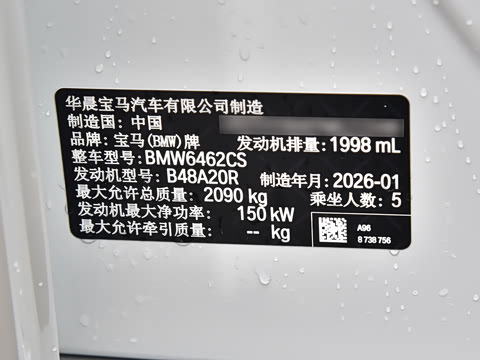 华晨宝马汽车有限公司制造
制造国: 中国
品牌: 宝马(BMW)牌 发动机排量: 1998 mL
整车型号: BMW6462CS
发动机型号: B48A20R 制造年月: 2026-01
最大允许总质量: 2090 kg 乘坐人数: 5
发动机最大净功率: 150 kW
最大允许牵引质量: -- kg
A96
8 738 756